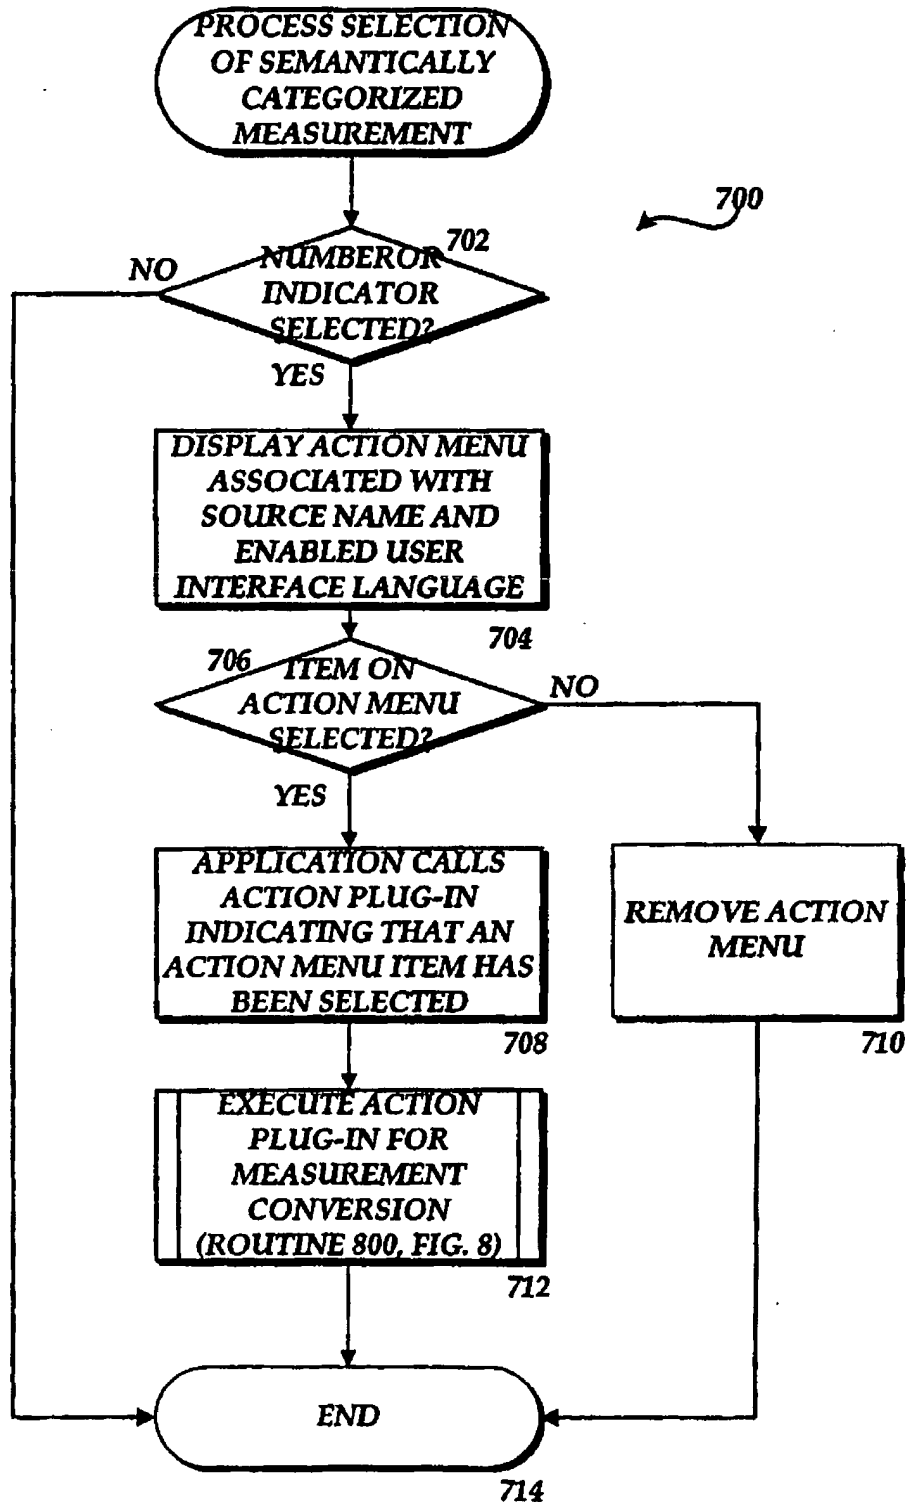 PROCESS SELECTION
OF SEMANTICALLY
CATEGORIZED
MEASUREMENT
700
702
NUMBEROR
INDICATOR
SELECTED?
NO
YES
DISPLAY ACTION MENU
ASSOCIATED WITH
SOURCE NAME AND
ENABLED USER
INTERFACE LANGUAGE
704
706
ITEM ON
ACTION MENU
SELECTED?
NO
YES
APPLICATION CALLS
ACTION PLUG-IN
INDICATING THAT AN
ACTION MENU ITEM HAS
BEEN SELECTED
708
REMOVE ACTION
MENU
710
EXECUTE ACTION
PLUG-IN FOR
MEASUREMENT
CONVERSION
(ROUTINE 800, FIG. 8)
712
END
714